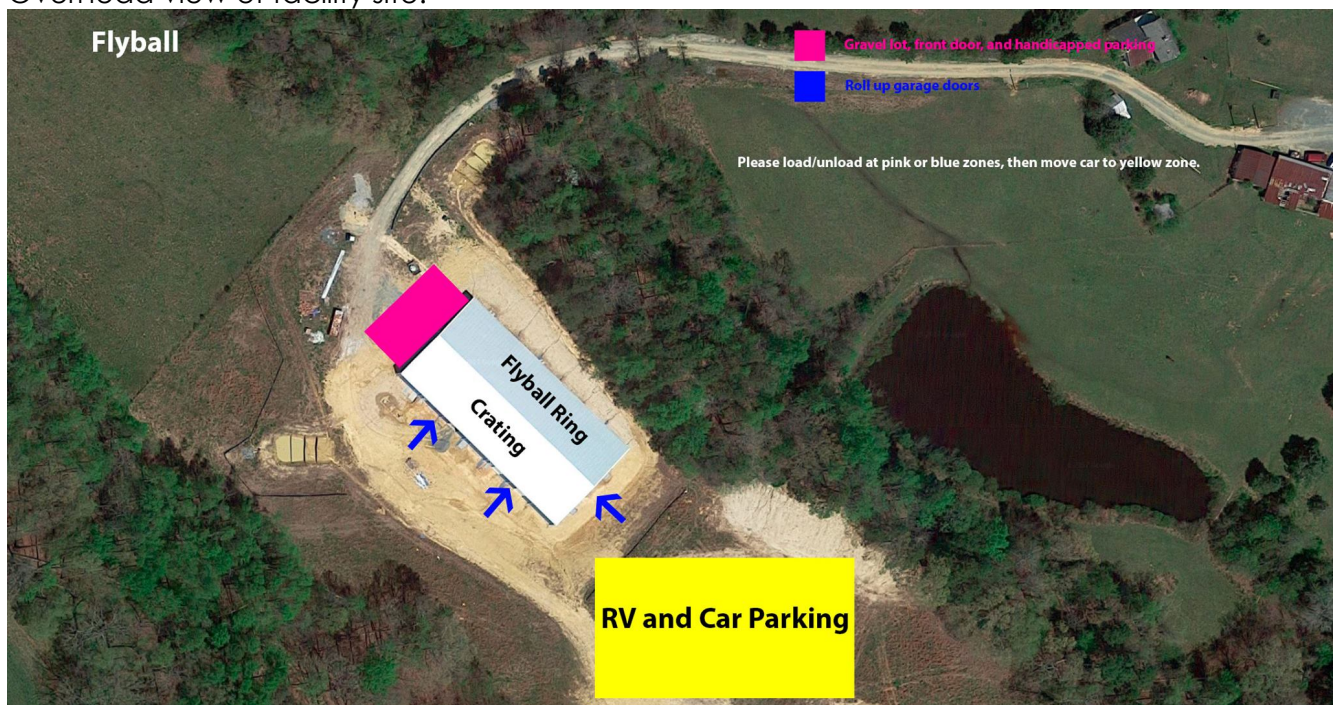 Overhead view of facility site:
Flyball
Gravel lot, front door, and handicapped parking
Roll up garage doors
Please load/unload at pink or blue zones, then move car to yellow zone.
Flyball Ring
Crating
RV and Car Parking